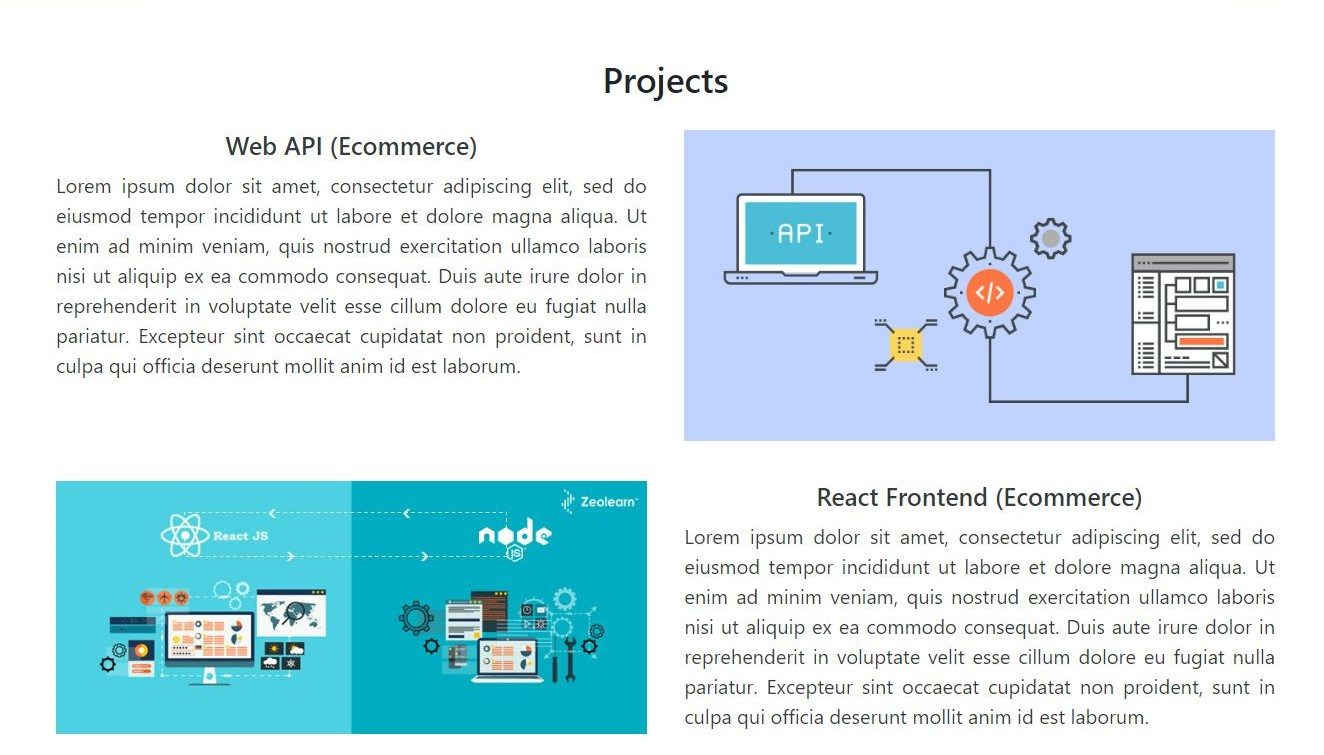 Projects
Web API (Ecommerce)
Lorem ipsum dolor sit amet, consectetur adipiscing elit, sed do
eiusmod tempor incididunt ut labore et dolore magna aliqua. Ut
enim ad minim veniam, quis nostrud exercitation ullamco laboris
nisi ut aliquip ex ea commodo consequat. Duis aute irure dolor in
reprehenderit in voluptate velit esse cillum dolore eu fugiat nulla
pariatur. Excepteur sint occaecat cupidatat non proident, sunt in
culpa qui officia deserunt mollit anim id est laborum.
·API·
</>
Zeolearn
React JS
node
JS
React Frontend (Ecommerce)
Lorem ipsum dolor sit amet, consectetur adipiscing elit, sed do
eiusmod tempor incididunt ut labore et dolore magna aliqua. Ut
enim ad minim veniam, quis nostrud exercitation ullamco laboris
nisi ut aliquip ex ea commodo consequat. Duis aute irure dolor in
reprehenderit in voluptate velit esse cillum dolore eu fugiat nulla
pariatur. Excepteur sint occaecat cupidatat non proident, sunt in
culpa qui officia deserunt mollit anim id est laborum.